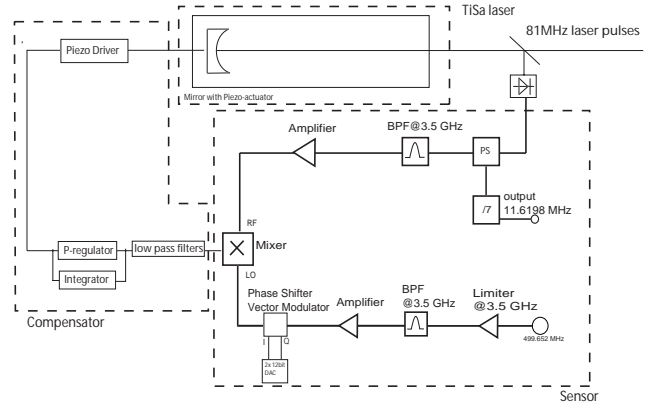 TiSa laser
81MHz laser pulses
Piezo Driver
Mirror with Piezo-actuator
Amplifier
BPF@3.5 GHz
PS
/7
output
11.6198 MHz
RF
Mixer
LO
P-regulator
low pass filters
Integrator
Compensator
Phase Shifter
Vector Modulator
I
Q
2x 12bit
DAC
Amplifier
BPF
@3.5 GHz
Limiter
@3.5 GHz
499.652 MHz
Sensor